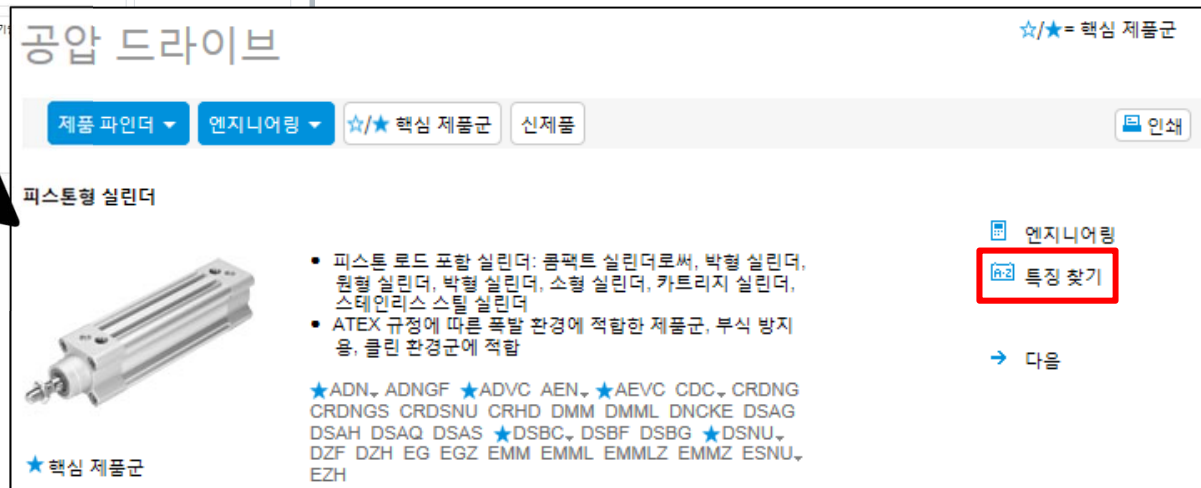 공압 드라이브
☆/★= 핵심 제품군
제품 파인더 엔지니어링 ☆/★ 핵심 제품군 신제품 인쇄
피스톤형 실린더
• 피스톤 로드 포함 실린더: 콤팩트 실린더로써, 박형 실린더,
원형 실린더, 박형 실린더, 소형 실린더, 카트리지 실린더,
스테인리스 스틸 실린더
• ATEX 규정에 따른 폭발 환경에 적합한 제품군, 부식 방지
용, 클린 환경군에 적합
★ADN ADNGF ★ADVC AEN ★AEVC CDC CRDNG
CRDNGS CRDSNU CRHD DMM DMML DNCKE DSAG
DSAH DSAQ DSAS ★DSBC DSBF DSBG ★DSNU
DZF DZH EG EGZ EMM EMML EMMLZ EMMZ ESNU
EZH
★ 핵심 제품군
엔지니어링
A-Z 특징 찾기
→ 다음